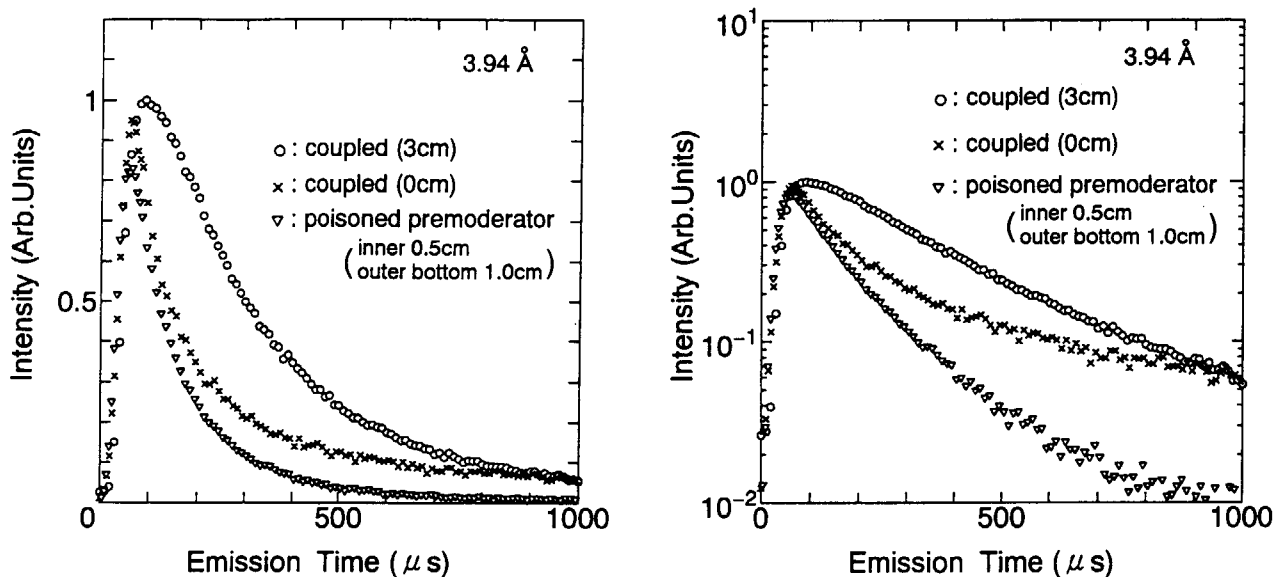 3.94 Å
1
0.5
○ : coupled (3cm)
× : coupled (0cm)
▽ : poisoned premoderator
( inner 0.5cm
outer bottom 1.0cm )
Intensity (Arb.Units)
0
500
1000
Emission Time (μs)
3.94 Å
10¹
10⁰
10⁻¹
10⁻²
○ : coupled (3cm)
× : coupled (0cm)
▽ : poisoned premoderator
( inner 0.5cm
outer bottom 1.0cm )
Intensity (Arb.Units)
0
500
1000
Emission Time (μs)